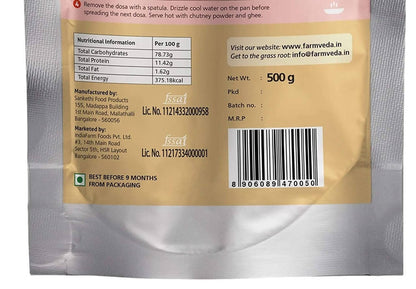 4 Remove the dosa with a spatula. Drizzle cool water on the pan before
spreading the next dosa. Serve hot with chutney powder and ghee.
Nutritional Information Per 100 g
Total Carbohydrates 78.73g
Total Protein 11.42g
Total Fat 1.62g
Total Energy 375.18kcal
Manufactured by:
Sankethi Food Products
155, Madappa Building
1st Main Road, Mallathalli
Bangalore - 560056
fssai
Lic. No. 11214332000958
Marketed by:
IndiaFarm Foods Pvt. Ltd.
#3, 14th Main Road
Sector 5th, HSR Layout
Bangalore - 560102
fssai
Lic. No. 11217334000001
BEST BEFORE 9 MONTHS
FROM PACKAGING
Visit our website: www.farmveda.in
Get to the grass root: info@farmveda.in
Net Wt. : 500 g
Pkd :
Batch no. :
M.R.P :
8 906089 470050